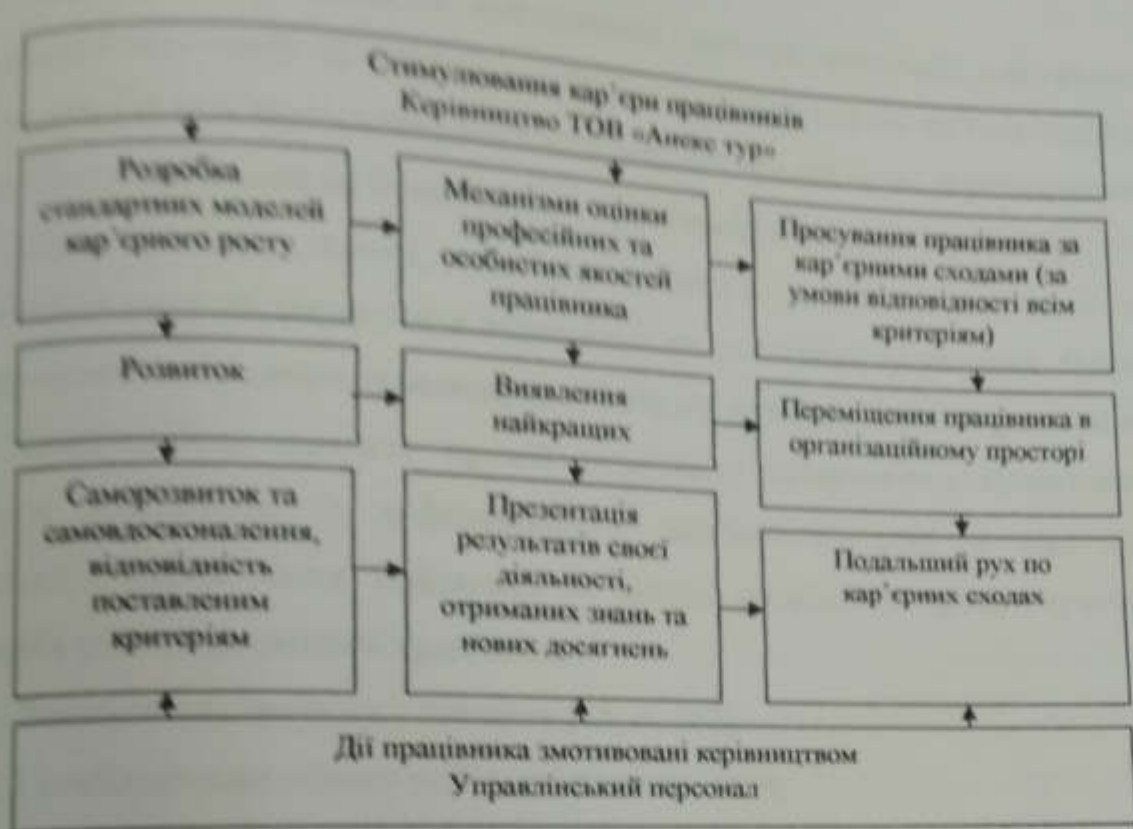 Стимулювання кар'єри працівників
Керівництво ТОВ «Анекс тур»
Розробка
стандартних моделей
кар'єрного росту
Механізми оцінки
професійних та
особистих якостей
працівника
Просування працівника за
кар'єрними сходами (за
умови відповідності всім
критеріям)
Розвиток
Виявлення
найкращих
Переміщення працівника в
організаційному просторі
Саморозвиток та
самовдосконалення,
відповідність
поставленим
критеріям
Презентація
результатів своєї
діяльності,
отриманих знань та
нових досягнень
Подальший рух по
кар'єрних сходах
Дії працівника змотивовані керівництвом
Управлінський персонал